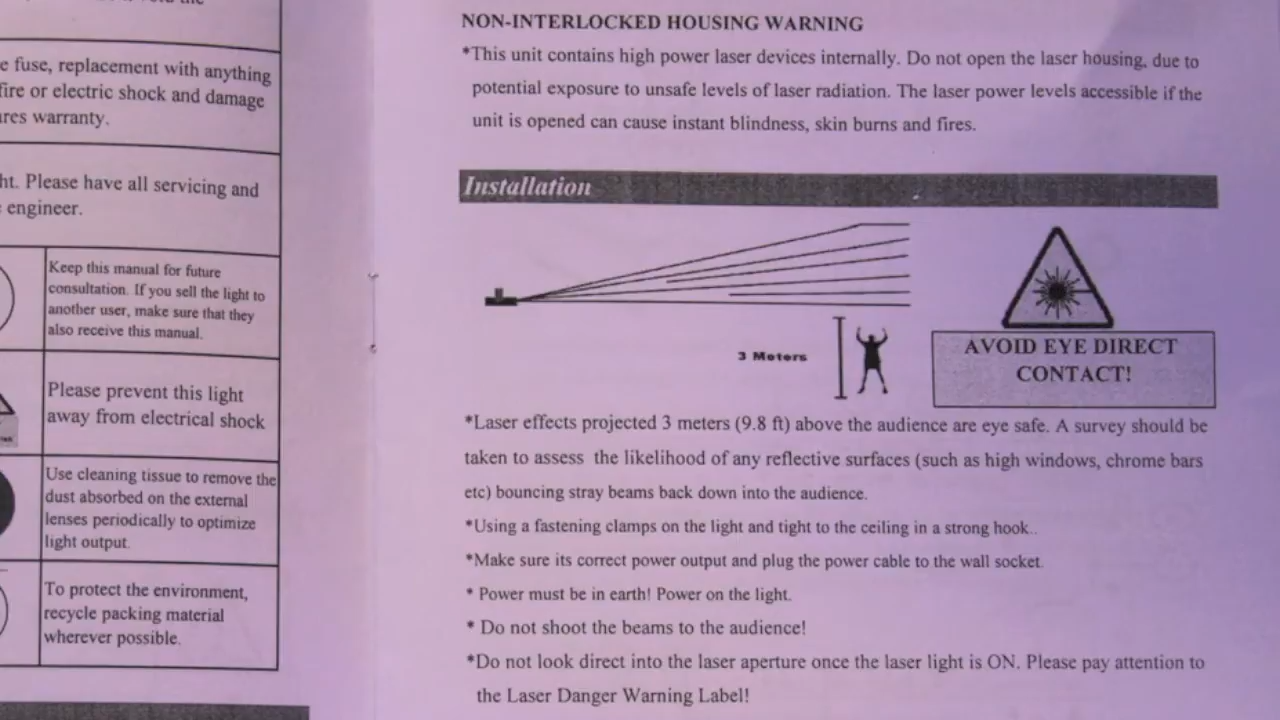 e fuse, replacement with anything
fire or electric shock and damage
ires warranty.
ht. Please have all servicing and
engineer.
Keep this manual for future
consultation. If you sell the light to
another user, make sure that they
also receive this manual.
Please prevent this light
away from electrical shock
Use cleaning tissue to remove the
dust absorbed on the external
lenses periodically to optimize
light output.
To protect the environment,
recycle packing material
wherever possible.
NON-INTERLOCKED HOUSING WARNING
*This unit contains high power laser devices internally. Do not open the laser housing, due to
potential exposure to unsafe levels of laser radiation. The laser power levels accessible if the
unit is opened can cause instant blindness, skin burns and fires.
Installation
3 Meters
AVOID EYE DIRECT
CONTACT!
*Laser effects projected 3 meters (9.8 ft) above the audience are eye safe. A survey should be
taken to assess the likelihood of any reflective surfaces (such as high windows, chrome bars
etc) bouncing stray beams back down into the audience.
*Using a fastening clamps on the light and tight to the ceiling in a strong hook..
*Make sure its correct power output and plug the power cable to the wall socket.
* Power must be in earth! Power on the light.
* Do not shoot the beams to the audience!
*Do not look direct into the laser aperture once the laser light is ON. Please pay attention to
the Laser Danger Warning Label!